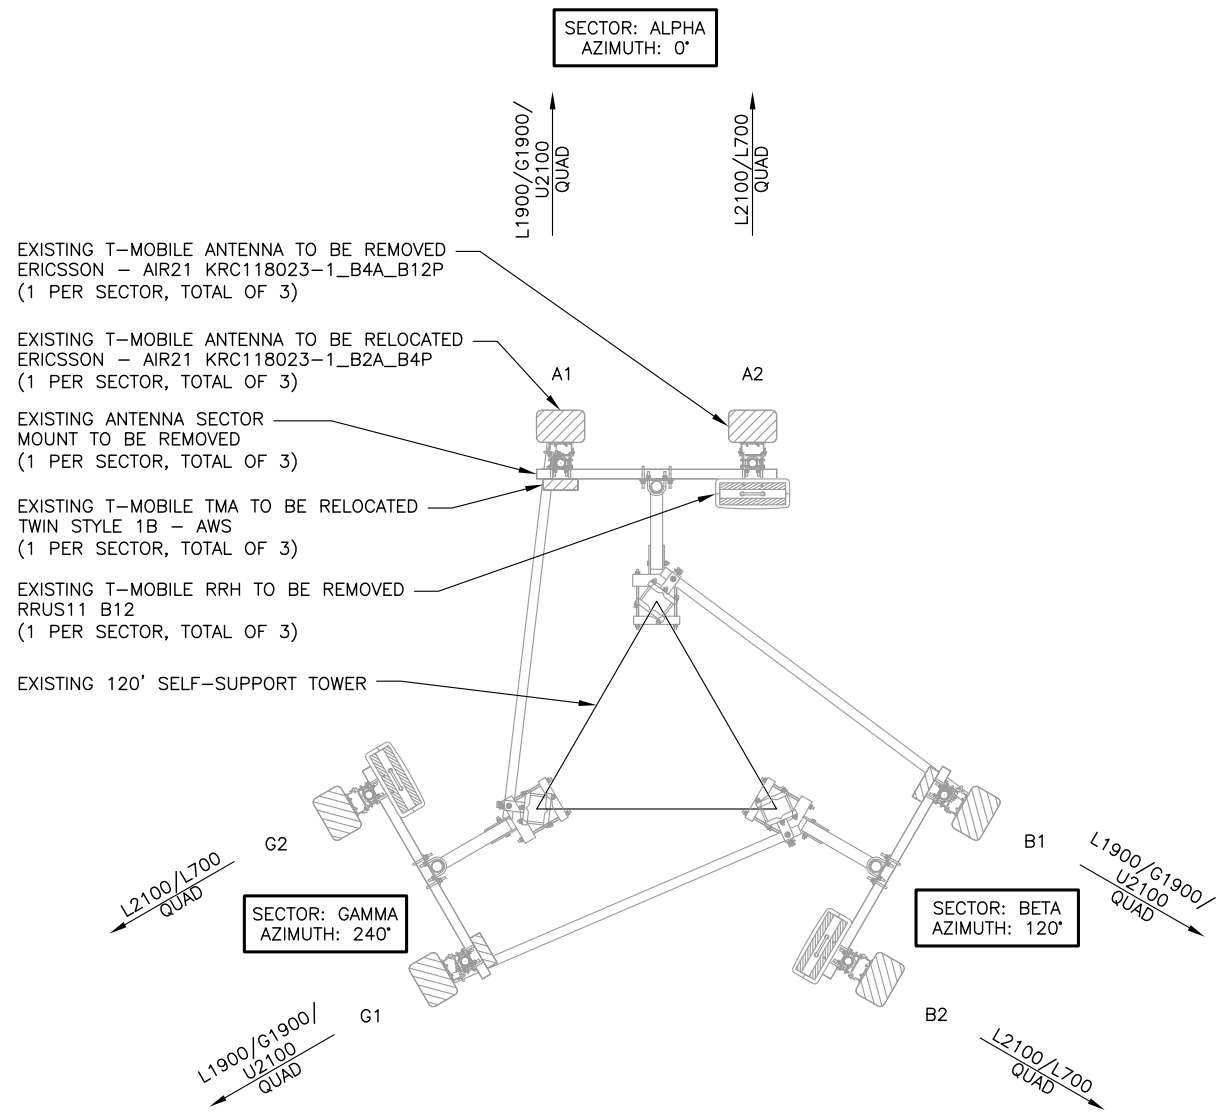 SECTOR: ALPHA
AZIMUTH: 0°
L1900/G1900/
U2100
QUAD
L2100/L700
QUAD
EXISTING T-MOBILE ANTENNA TO BE REMOVED
ERICSSON - AIR21 KRC118023-1_B4A_B12P
(1 PER SECTOR, TOTAL OF 3)
EXISTING T-MOBILE ANTENNA TO BE RELOCATED
ERICSSON - AIR21 KRC118023-1_B2A_B4P
(1 PER SECTOR, TOTAL OF 3)
A1
A2
EXISTING ANTENNA SECTOR
MOUNT TO BE REMOVED
(1 PER SECTOR, TOTAL OF 3)
EXISTING T-MOBILE TMA TO BE RELOCATED
TWIN STYLE 1B - AWS
(1 PER SECTOR, TOTAL OF 3)
EXISTING T-MOBILE RRH TO BE REMOVED
RRUS11 B12
(1 PER SECTOR, TOTAL OF 3)
EXISTING 120' SELF-SUPPORT TOWER
G2
L2100/L700
QUAD
SECTOR: GAMMA
AZIMUTH: 240°
G1
L1900/G1900/
U2100
QUAD
B1
L1900/G1900/
U2100
QUAD
SECTOR: BETA
AZIMUTH: 120°
B2
L2100/L700
QUAD